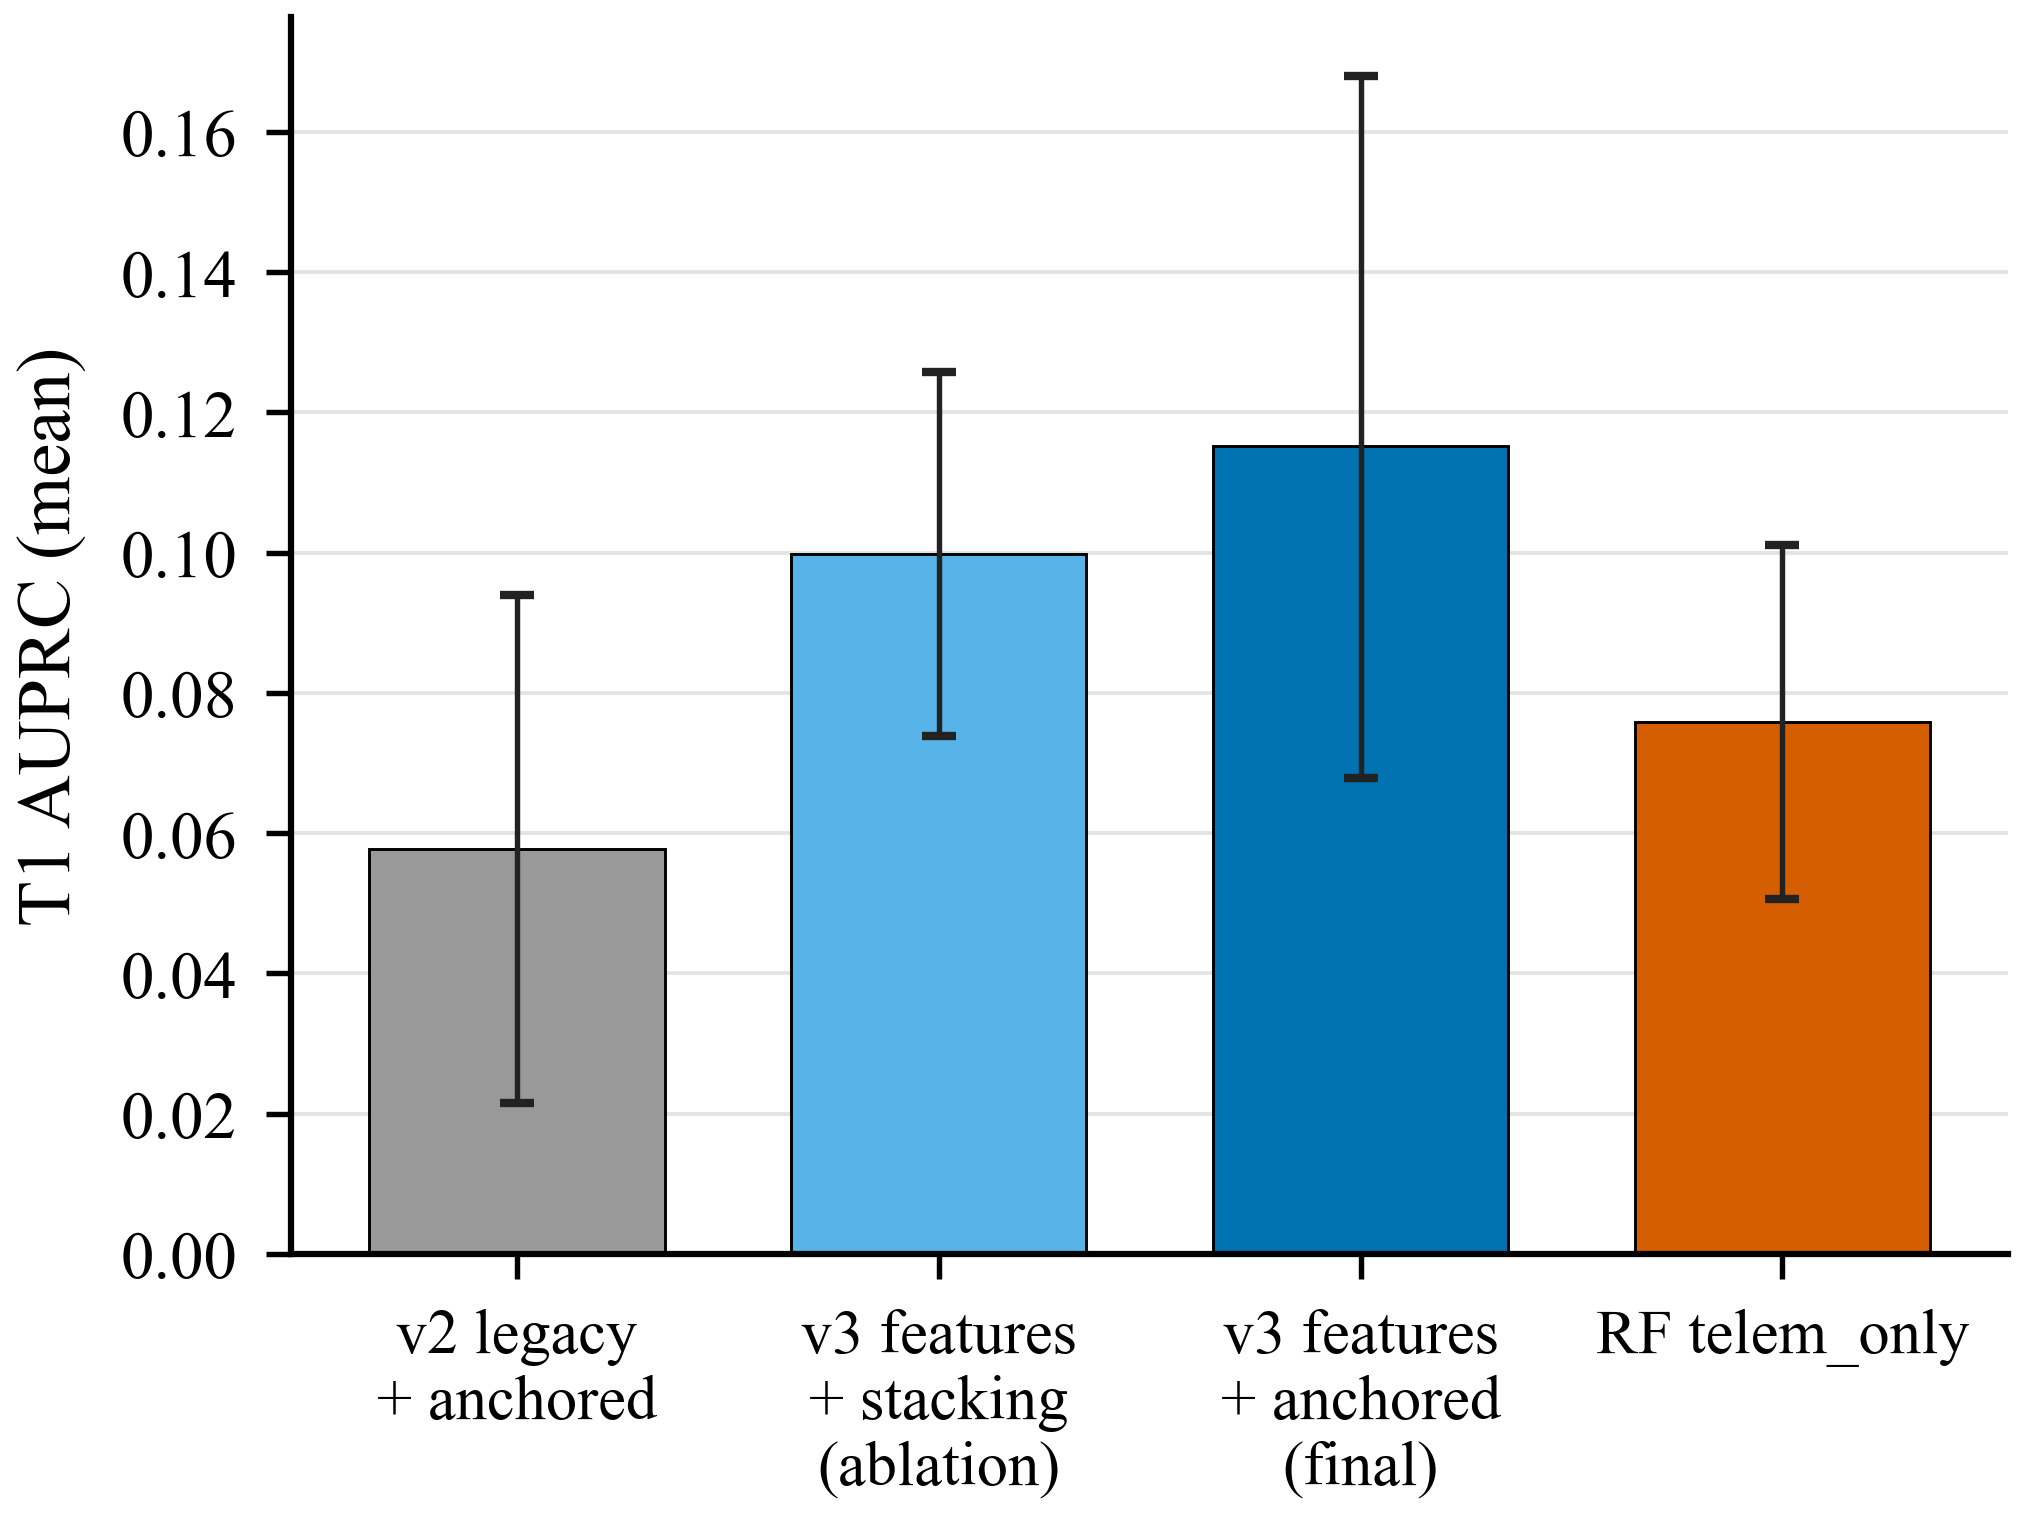 T1 AUPRC (mean)
0.16
0.14
0.12
0.10
0.08
0.06
0.04
0.02
0.00
v2 legacy
+ anchored
v3 features
+ stacking
(ablation)
v3 features
+ anchored
(final)
RF telem_only